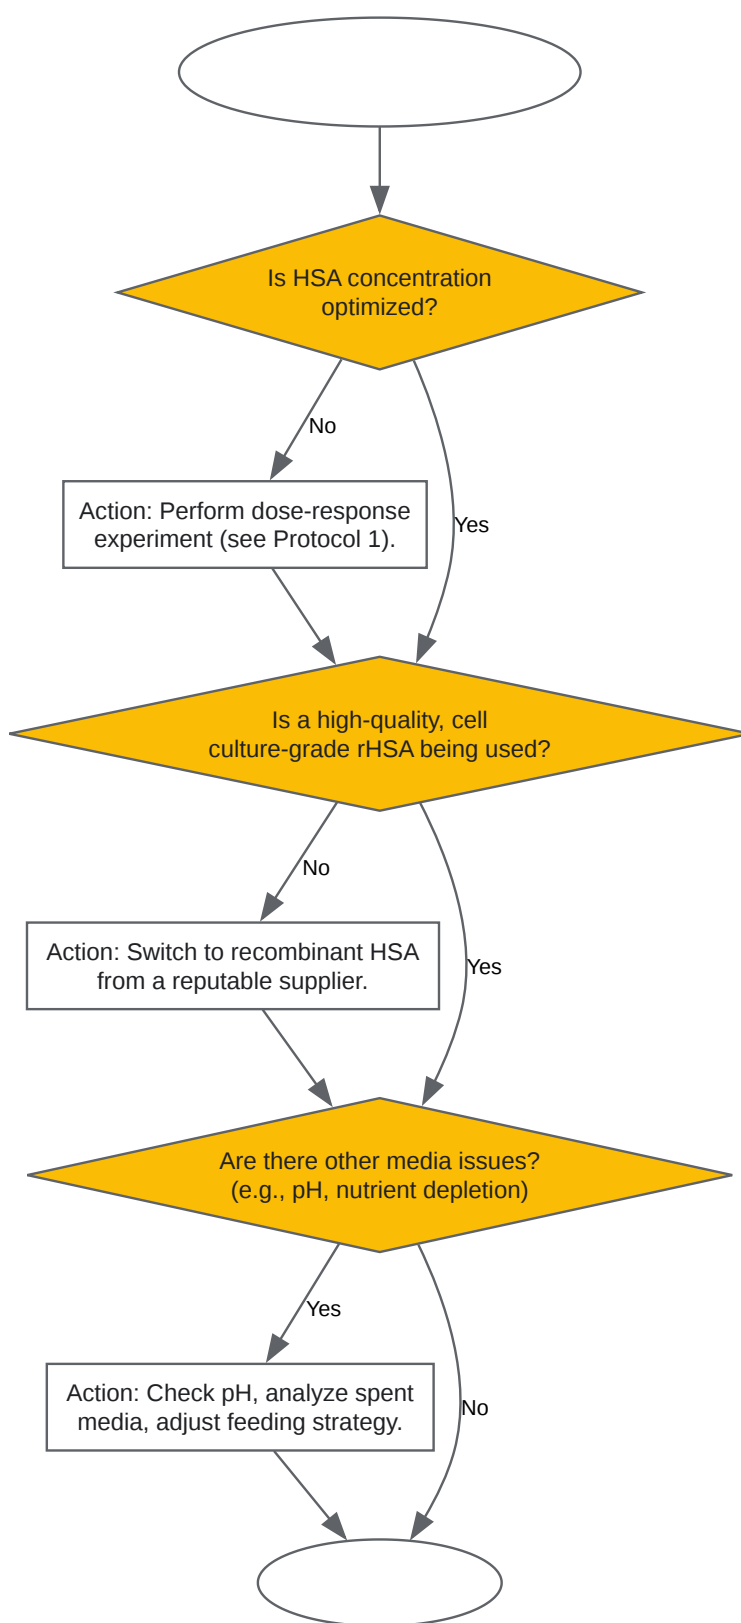 Is HSA concentration
optimized?
No
Action: Perform dose-response
experiment (see Protocol 1).
Yes
Is a high-quality, cell
culture-grade rHSA being used?
No
Action: Switch to recombinant HSA
from a reputable supplier.
Yes
Are there other media issues?
(e.g., pH, nutrient depletion)
Yes
Action: Check pH, analyze spent
media, adjust feeding strategy.
No